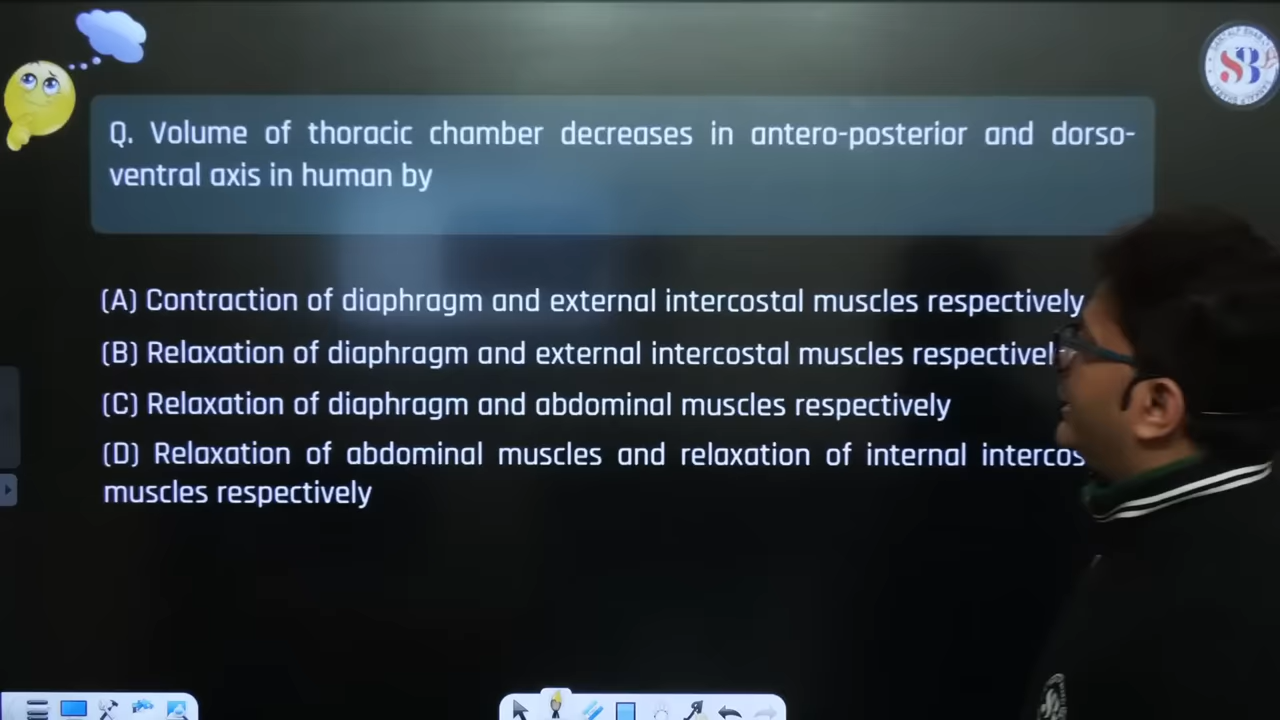 Q. Volume of thoracic chamber decreases in antero-posterior and dorso-
ventral axis in human by
(A) Contraction of diaphragm and external intercostal muscles respectively
(B) Relaxation of diaphragm and external intercostal muscles
(C) Relaxation of diaphragm and abdominal muscles respectively
(D) Relaxation of abdominal muscles and relaxation of internal
muscles respectively
SB